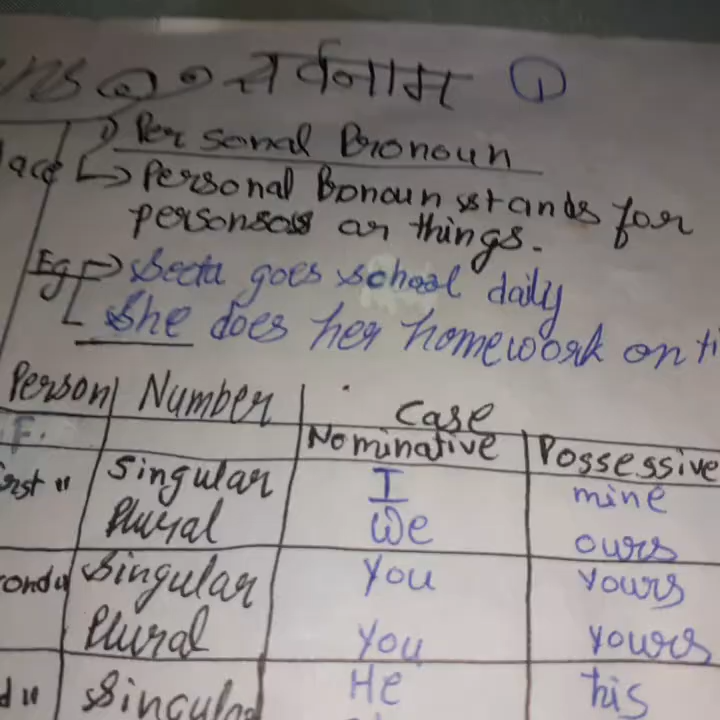 सर्वनाम 1
1) Personal Pronoun
Personal Bonoun stands for
persons or things.
Eg → Seeta goes school daily
She does her homework on
Person Number Case
F. Nominative Possessive
Singular I mine
Plural We ours
Singular You Yours
Plural You Yours
Singular He his